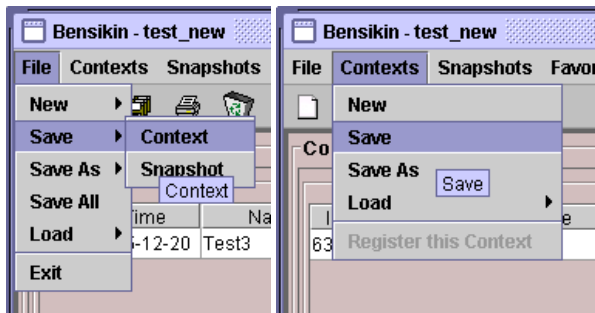 Bensikin - test_new
File Contexts Snapshots
New
Save
Context
Save As
Snapshot
Context
Save All
Time Na
Load
5-12-20 Test3
Exit
Bensikin - test_new
File Contexts Snapshots Favor
New
Co
Save
Save As
Save
Load
I e
63
Register this Context